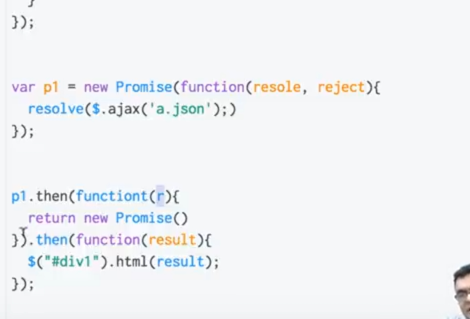 }
});
var p1 = new Promise(function(resole, reject){
resolve($.ajax('a.json');)
});
p1.then(functiont(r){
return new Promise()
}).then(function(result){
$("#div1").html(result);
});